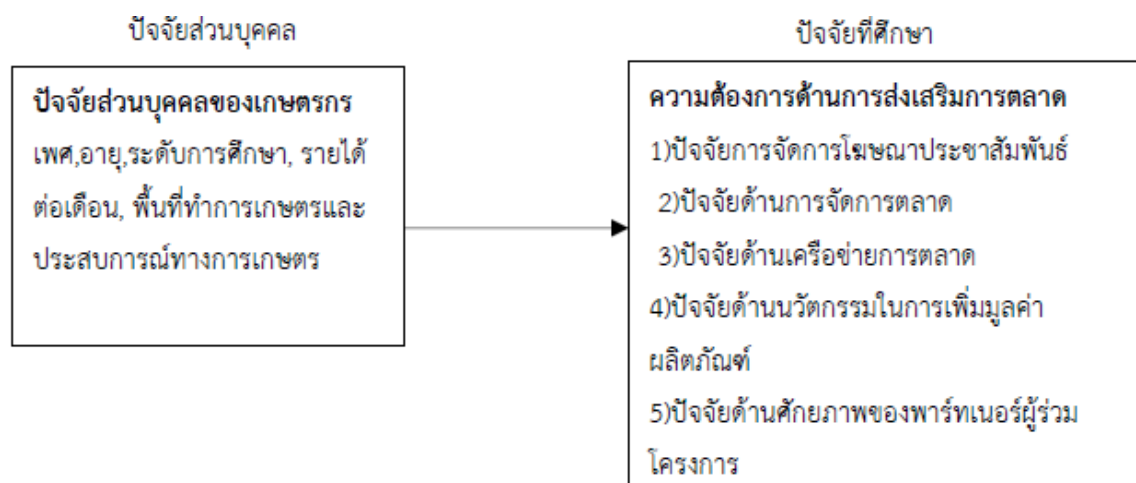 ปัจจัยส่วนบุคคล
ปัจจัยส่วนบุคคลของเกษตรกร
เพศ,อายุ,ระดับการศึกษา, รายได้
ต่อเดือน, พื้นที่ทำการเกษตรและ
ประสบการณ์ทางการเกษตร
ปัจจัยที่ศึกษา
ความต้องการด้านการส่งเสริมการตลาด
1)ปัจจัยการจัดการโฆษณาประชาสัมพันธ์
2)ปัจจัยด้านการจัดการตลาด
3)ปัจจัยด้านเครือข่ายการตลาด
4)ปัจจัยด้านนวัตกรรมในการเพิ่มมูลค่า
ผลิตภัณฑ์
5)ปัจจัยด้านศักยภาพของพาร์ทเนอร์ผู้ร่วม
โครงการ